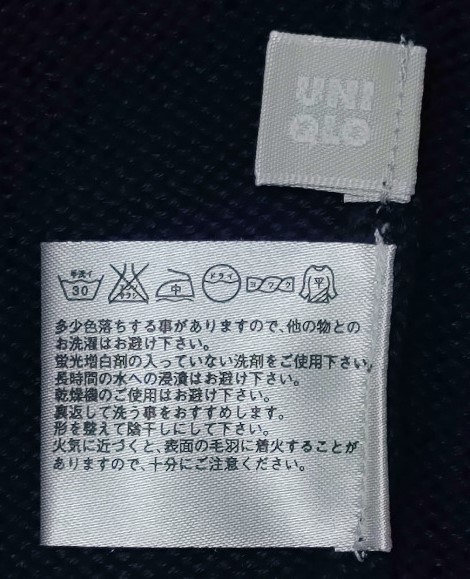 UNI
QLO
手洗イ
30
エンソ
サラシ
中
ドライ
ヨワク
平
多少色落ちする事がありますので、他の物との
お洗濯はお避け下さい。
蛍光増白剤の入っていない洗剤をご使用下さい。
長時間の水への浸漬はお避け下さい。
乾燥機のご使用はお避け下さい。
裏返して洗う事をおすすめします。
形を整えて陰干しにして下さい。
火気に近づくと、表面の毛羽に着火することが
ありますので、十分にご注意ください。